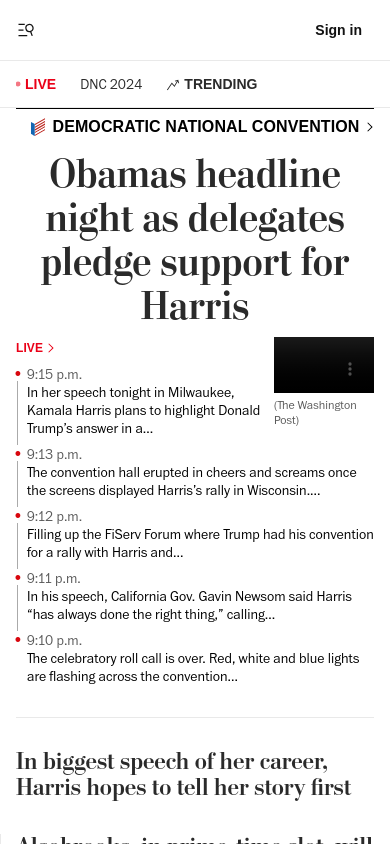 Sign in
LIVE DNC 2024 TRENDING
DEMOCRATIC NATIONAL CONVENTION
Obamas headline
night as delegates
pledge support for
Harris
LIVE
9:15 p.m.
In her speech tonight in Milwaukee,
Kamala Harris plans to highlight Donald
Trump’s answer in a...
(The Washington
Post)
9:13 p.m.
The convention hall erupted in cheers and screams once
the screens displayed Harris’s rally in Wisconsin....
9:12 p.m.
Filling up the FiServ Forum where Trump had his convention
for a rally with Harris and...
9:11 p.m.
In his speech, California Gov. Gavin Newsom said Harris
“has always done the right thing,” calling...
9:10 p.m.
The celebratory roll call is over. Red, white and blue lights
are flashing across the convention...
In biggest speech of her career,
Harris hopes to tell her story first
Alsobrooks, in prime-time slot, will